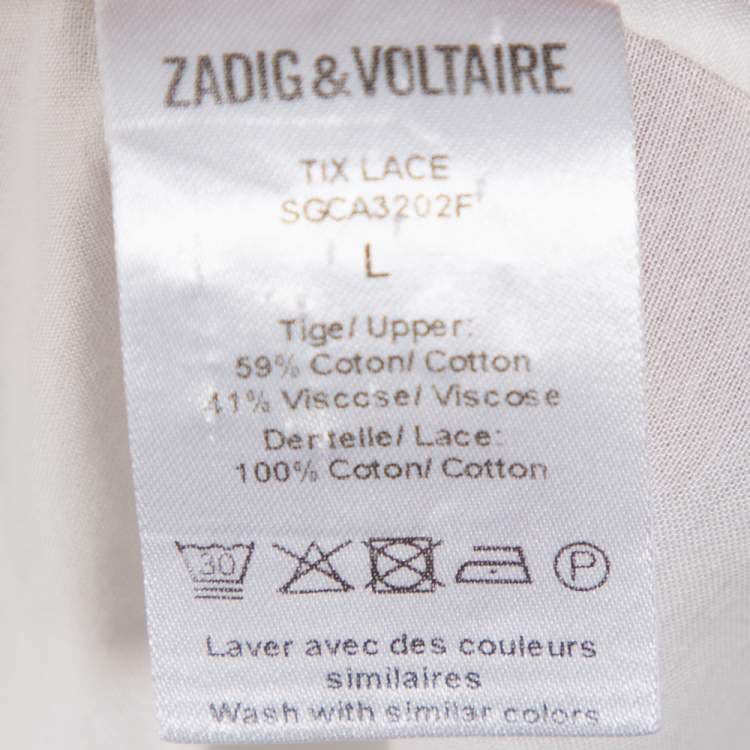 ZADIG & VOLTAIRE
TIX LACE
SGCA3202F
L
Tige/ Upper:
59% Coton/ Cotton
41% Viscose/ Viscose
Dentelle/ Lace:
100% Coton/ Cotton
30
P
Laver avec des couleurs
similaires
Wash with similar colors